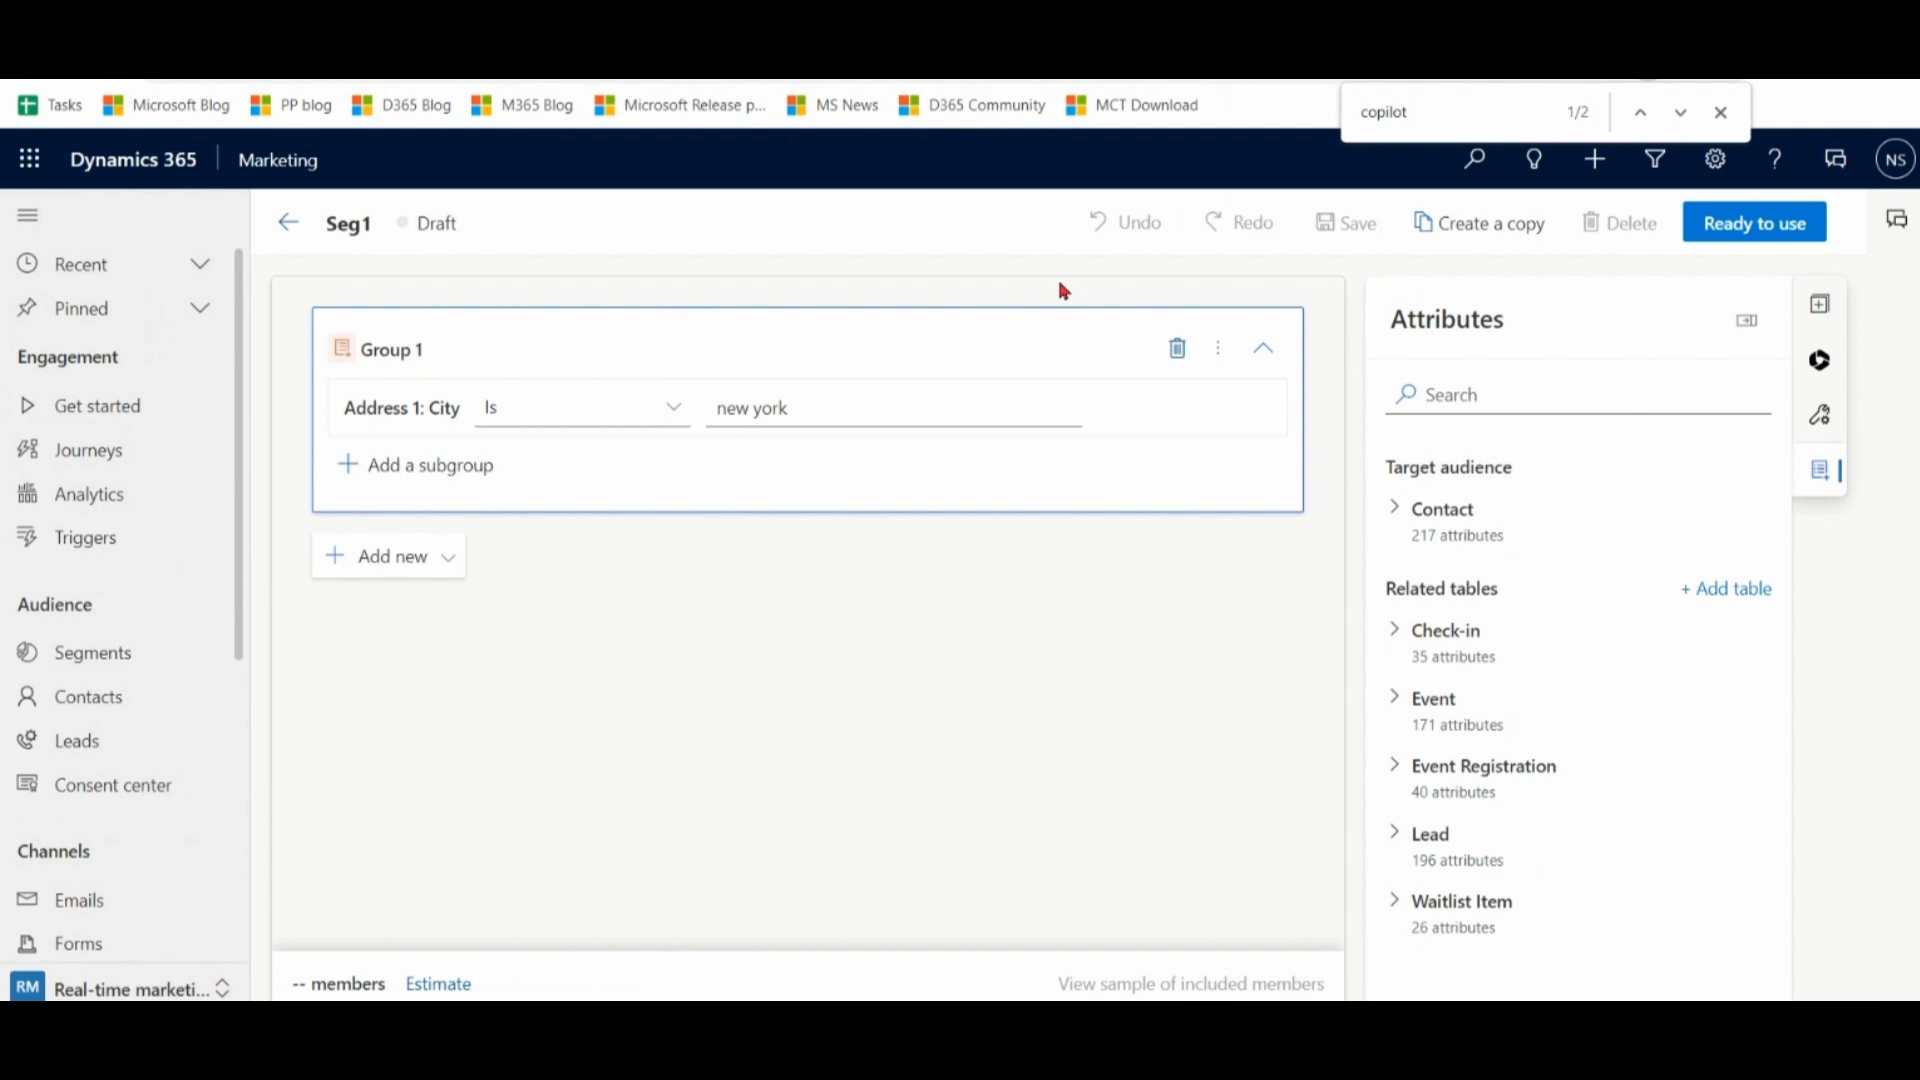 Tasks Microsoft Blog PP blog D365 Blog M365 Blog Microsoft Release p... MS News D365 Community MCT Download
copilot 1/2
Dynamics 365 Marketing
NS
Seg1 Draft Undo Redo Save Create a copy Delete Ready to use
Recent
Pinned
Engagement
Get started
Journeys
Analytics
Triggers
Audience
Segments
Contacts
Leads
Consent center
Channels
Emails
Forms
RM Real-time marketi...
Group 1
Address 1: City Is new york
+ Add a subgroup
+ Add new
-- members Estimate View sample of included members
Attributes
Search
Target audience
Contact
217 attributes
Related tables + Add table
Check-in
35 attributes
Event
171 attributes
Event Registration
40 attributes
Lead
196 attributes
Waitlist Item
26 attributes